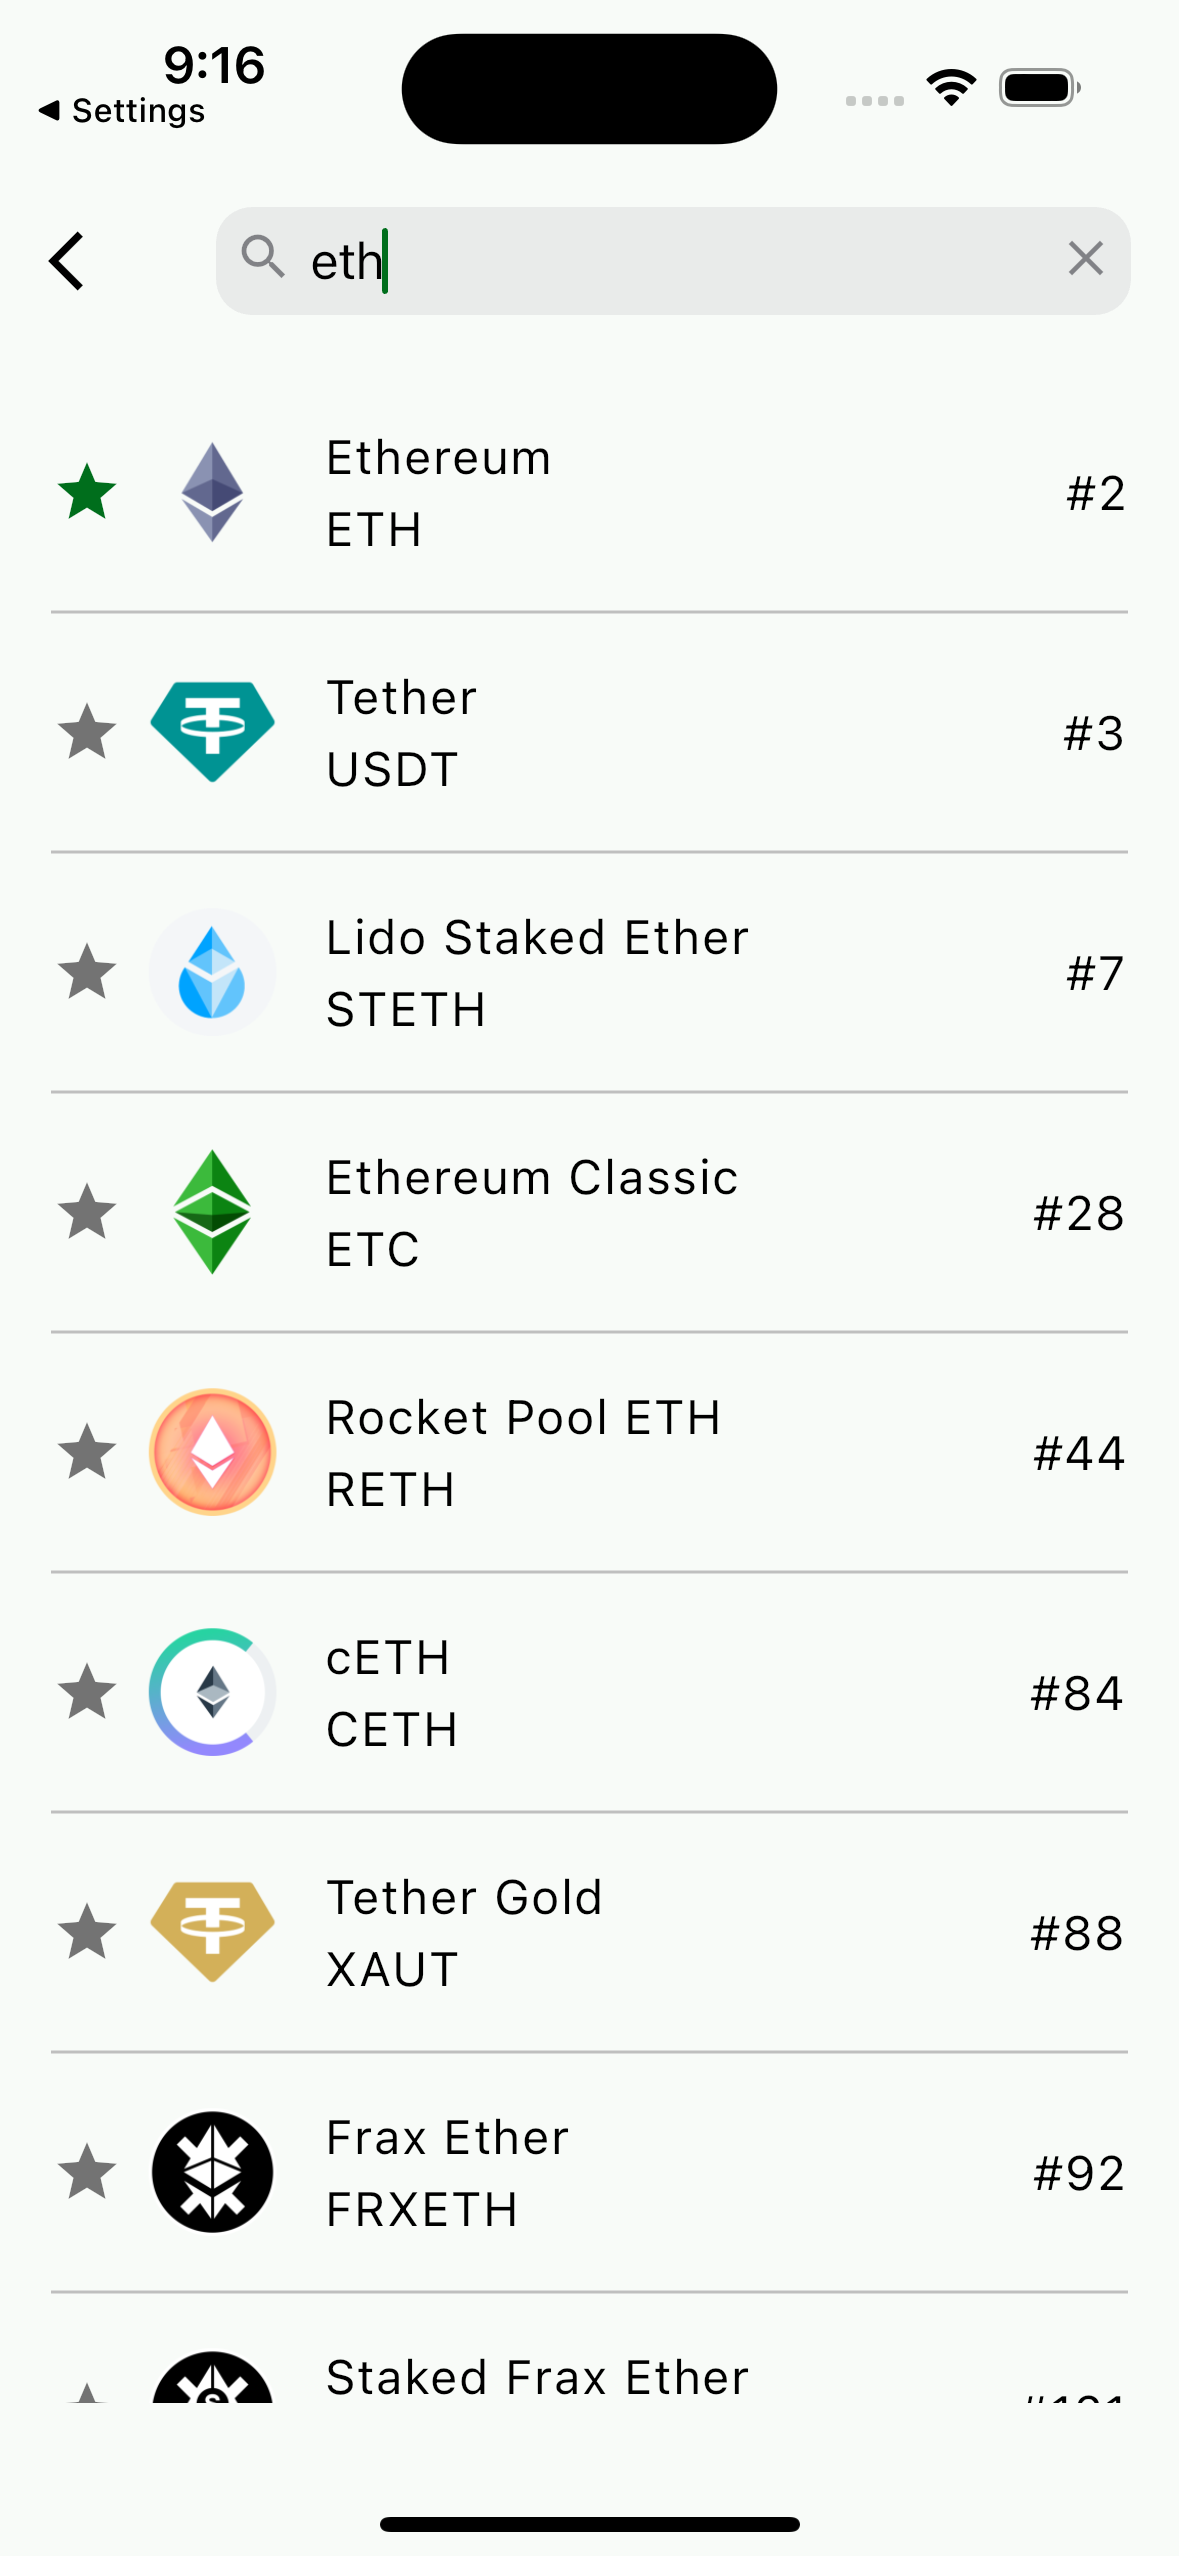 9:16
Settings
eth
Ethereum
ETH
#2
Tether
USDT
#3
Lido Staked Ether
STETH
#7
Ethereum Classic
ETC
#28
Rocket Pool ETH
RETH
#44
cETH
CETH
#84
Tether Gold
XAUT
#88
Frax Ether
FRXETH
#92
Staked Frax Ether